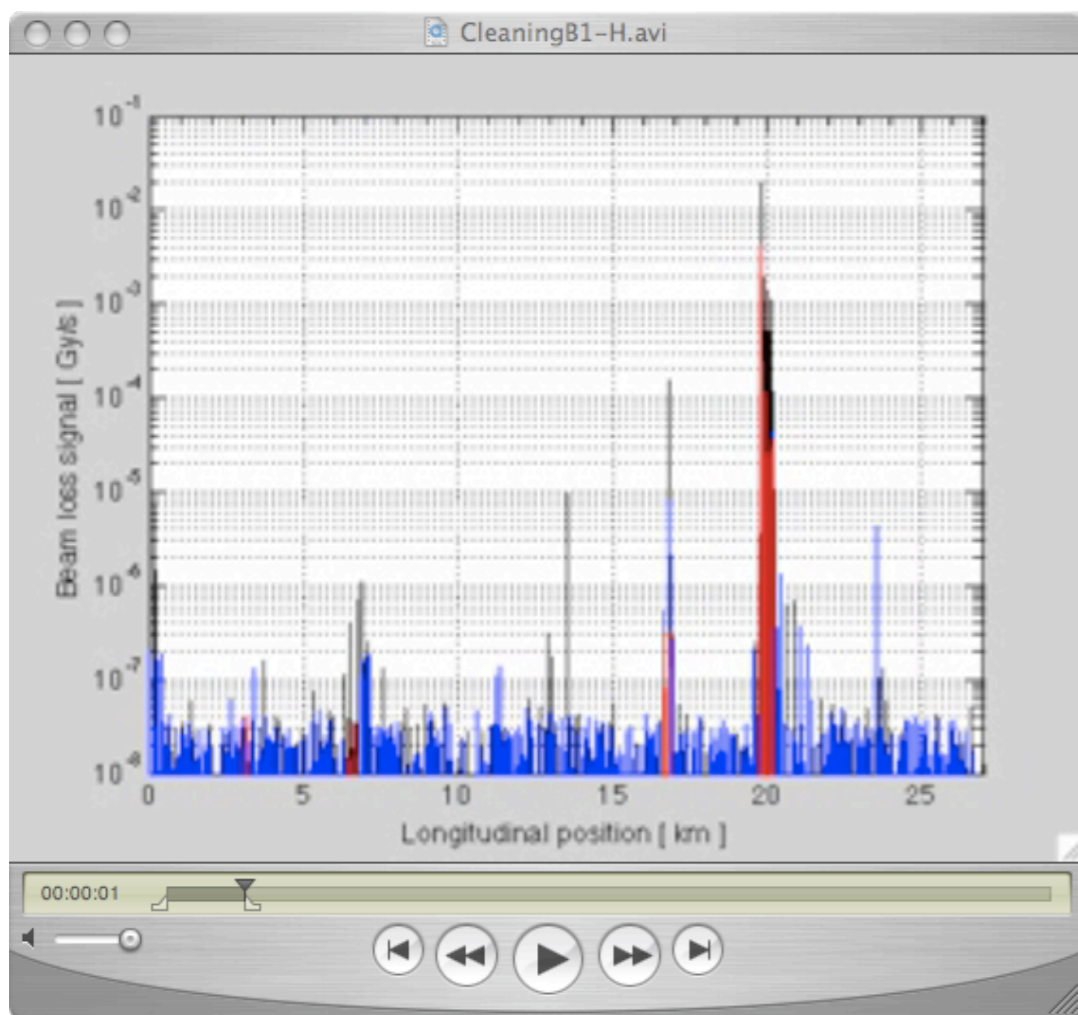 CleaningB1-H.avi
10-1
10-2
10-3
10-4
10-5
10-6
10-7
10-8
Beam loss signal [ Gy/s ]
0 5 10 15 20 25
Longitudinal position [ km ]
00:00:01